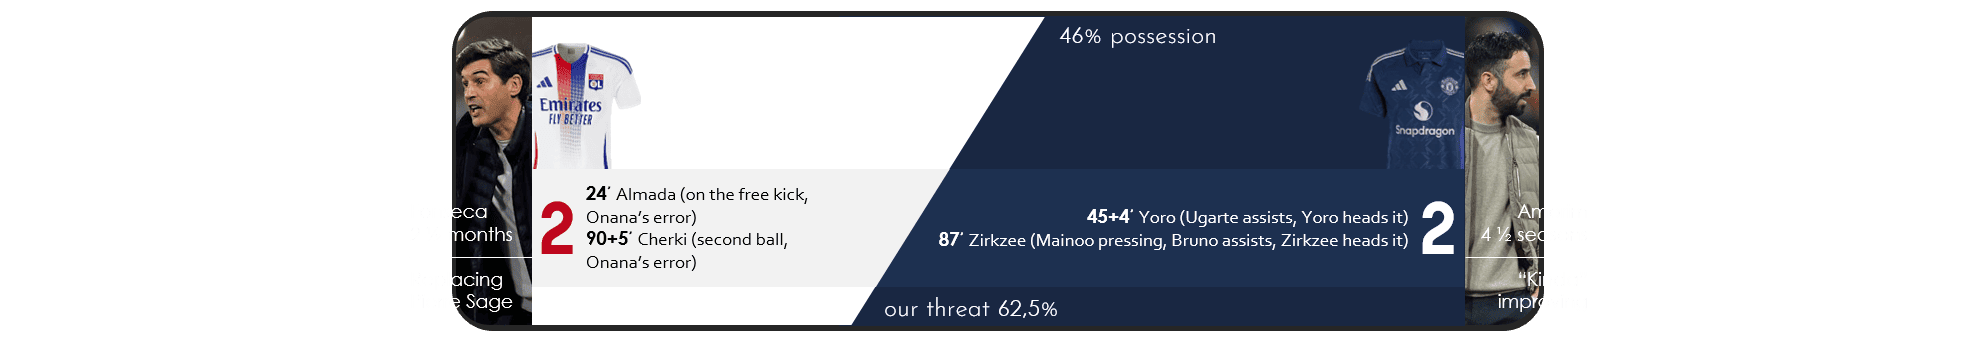 46% possession
Emirates
FLY BETTER
OL
Snapdragon
months
Sage
2
24’ Almada (on the free kick,
Onana’s error)
90+5’ Cherki (second ball,
Onana’s error)
45+4’ Yoro (Ugarte assists, Yoro heads it)
87’ Zirkzee (Mainoo pressing, Bruno assists, Zirkzee heads it)
2
4 ½
our threat 62,5%